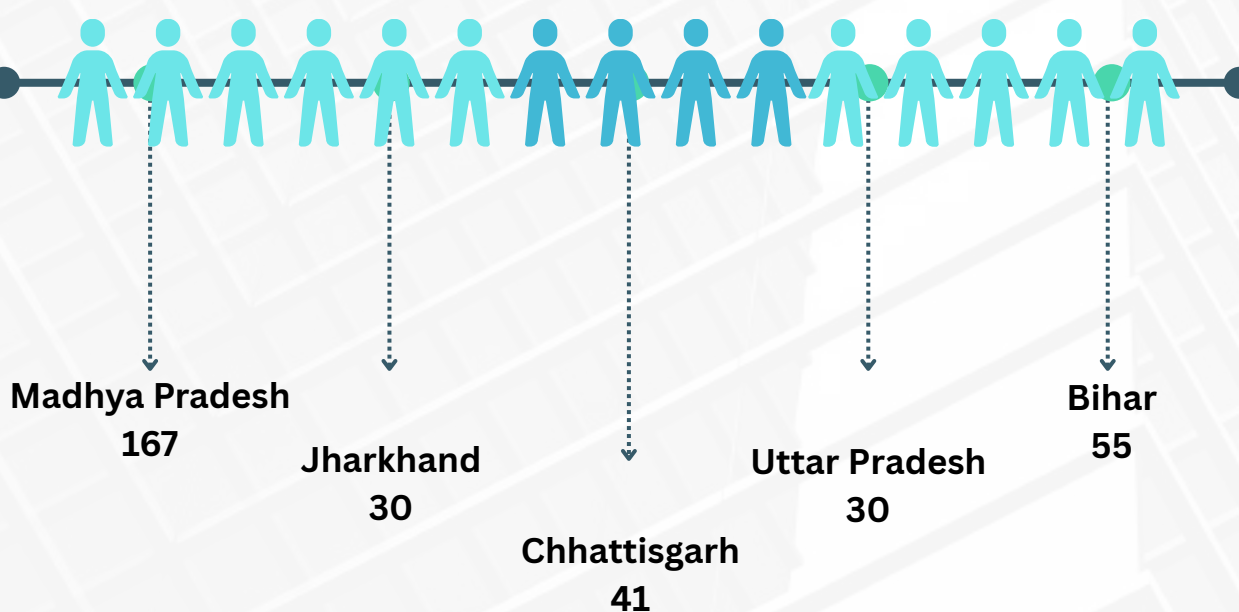 Madhya Pradesh
167
Jharkhand
30
Chhattisgarh
41
Uttar Pradesh
30
Bihar
55